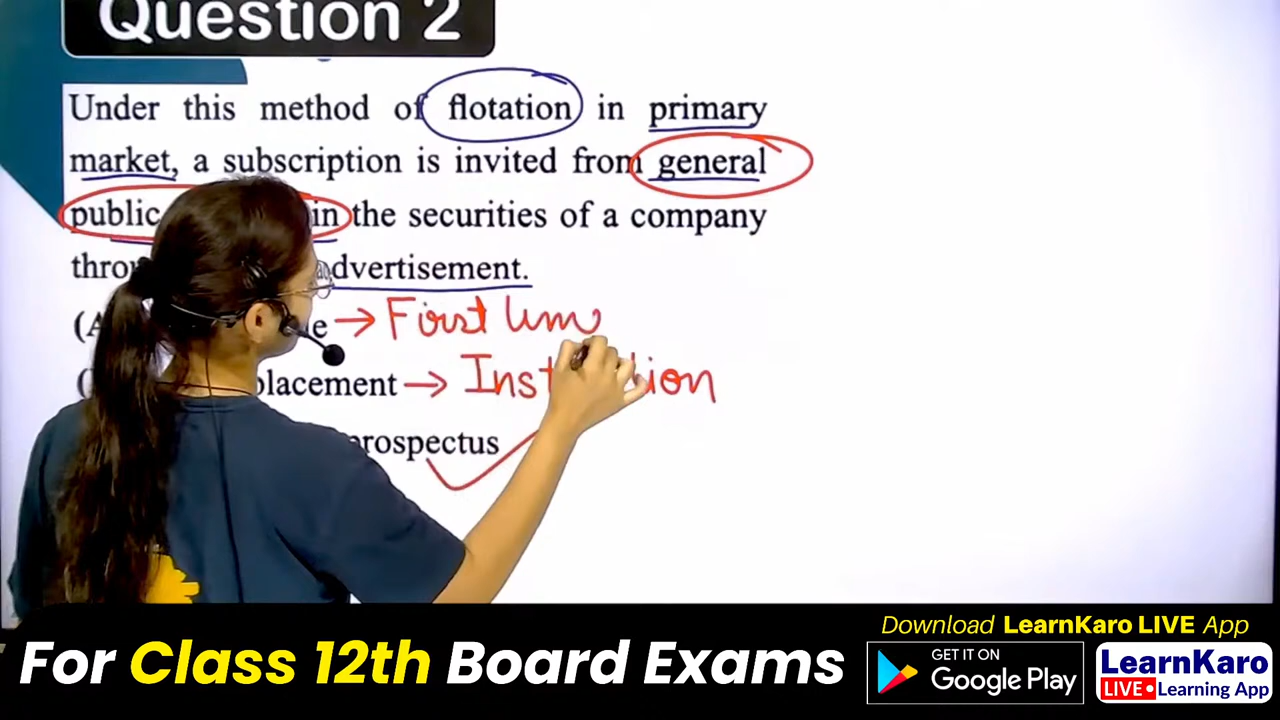 Question 2
Under this method of flotation in primary
market, a subscription is invited from general
public in the securities of a company
advertisement.
→ First time
placement → Institution
prospectus
For Class 12th Board Exams
Download LearnKaro LIVE App
GET IT ON
Google Play
LearnKaro
LIVE Learning App